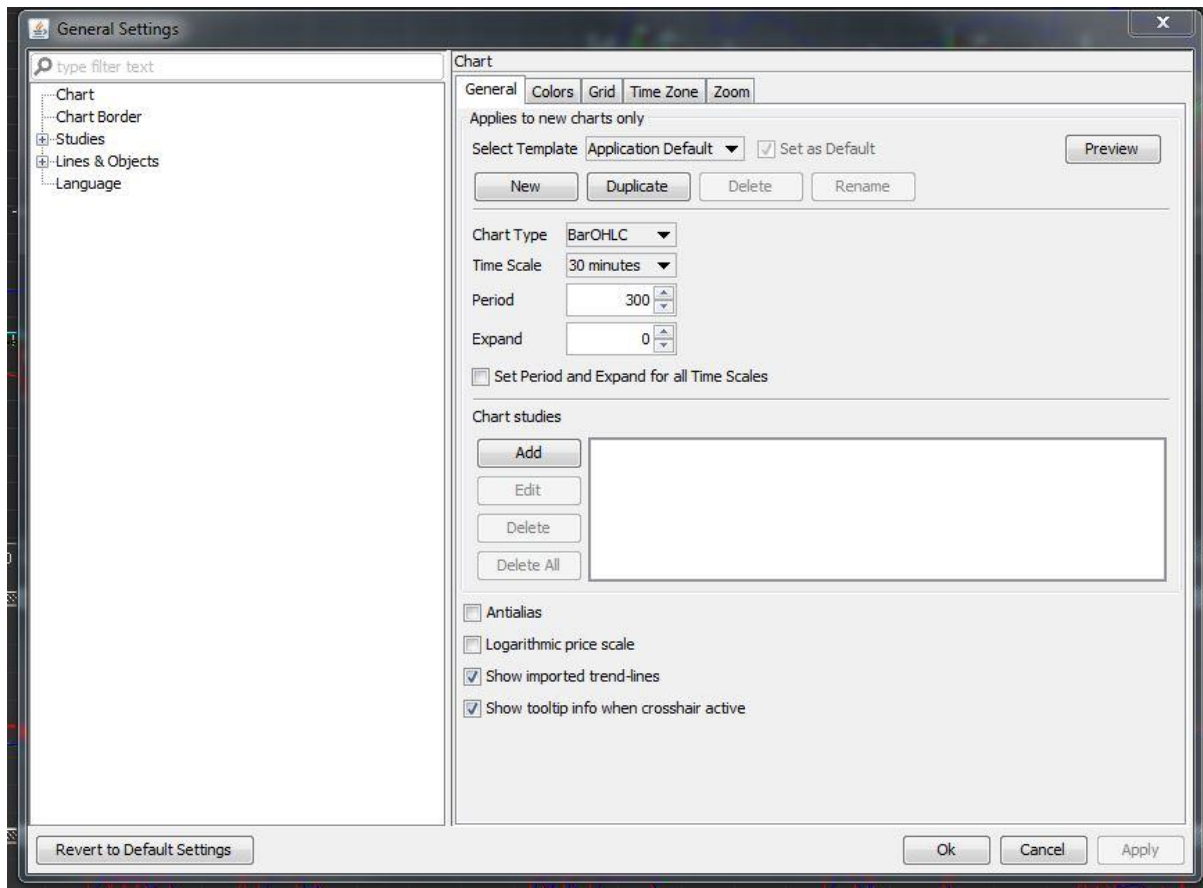 General Settings
X
type filter text
Chart
Chart Border
Studies
Lines & Objects
Language
Chart
General Colors Grid Time Zone Zoom
Applies to new charts only
Select Template Application Default Set as Default Preview
New Duplicate Delete Rename
Chart Type BarOHLC
Time Scale 30 minutes
Period 300
Expand 0
Set Period and Expand for all Time Scales
Chart studies
Add
Edit
Delete
Delete All
Antialias
Logarithmic price scale
Show imported trend-lines
Show tooltip info when crosshair active
Revert to Default Settings Ok Cancel Apply